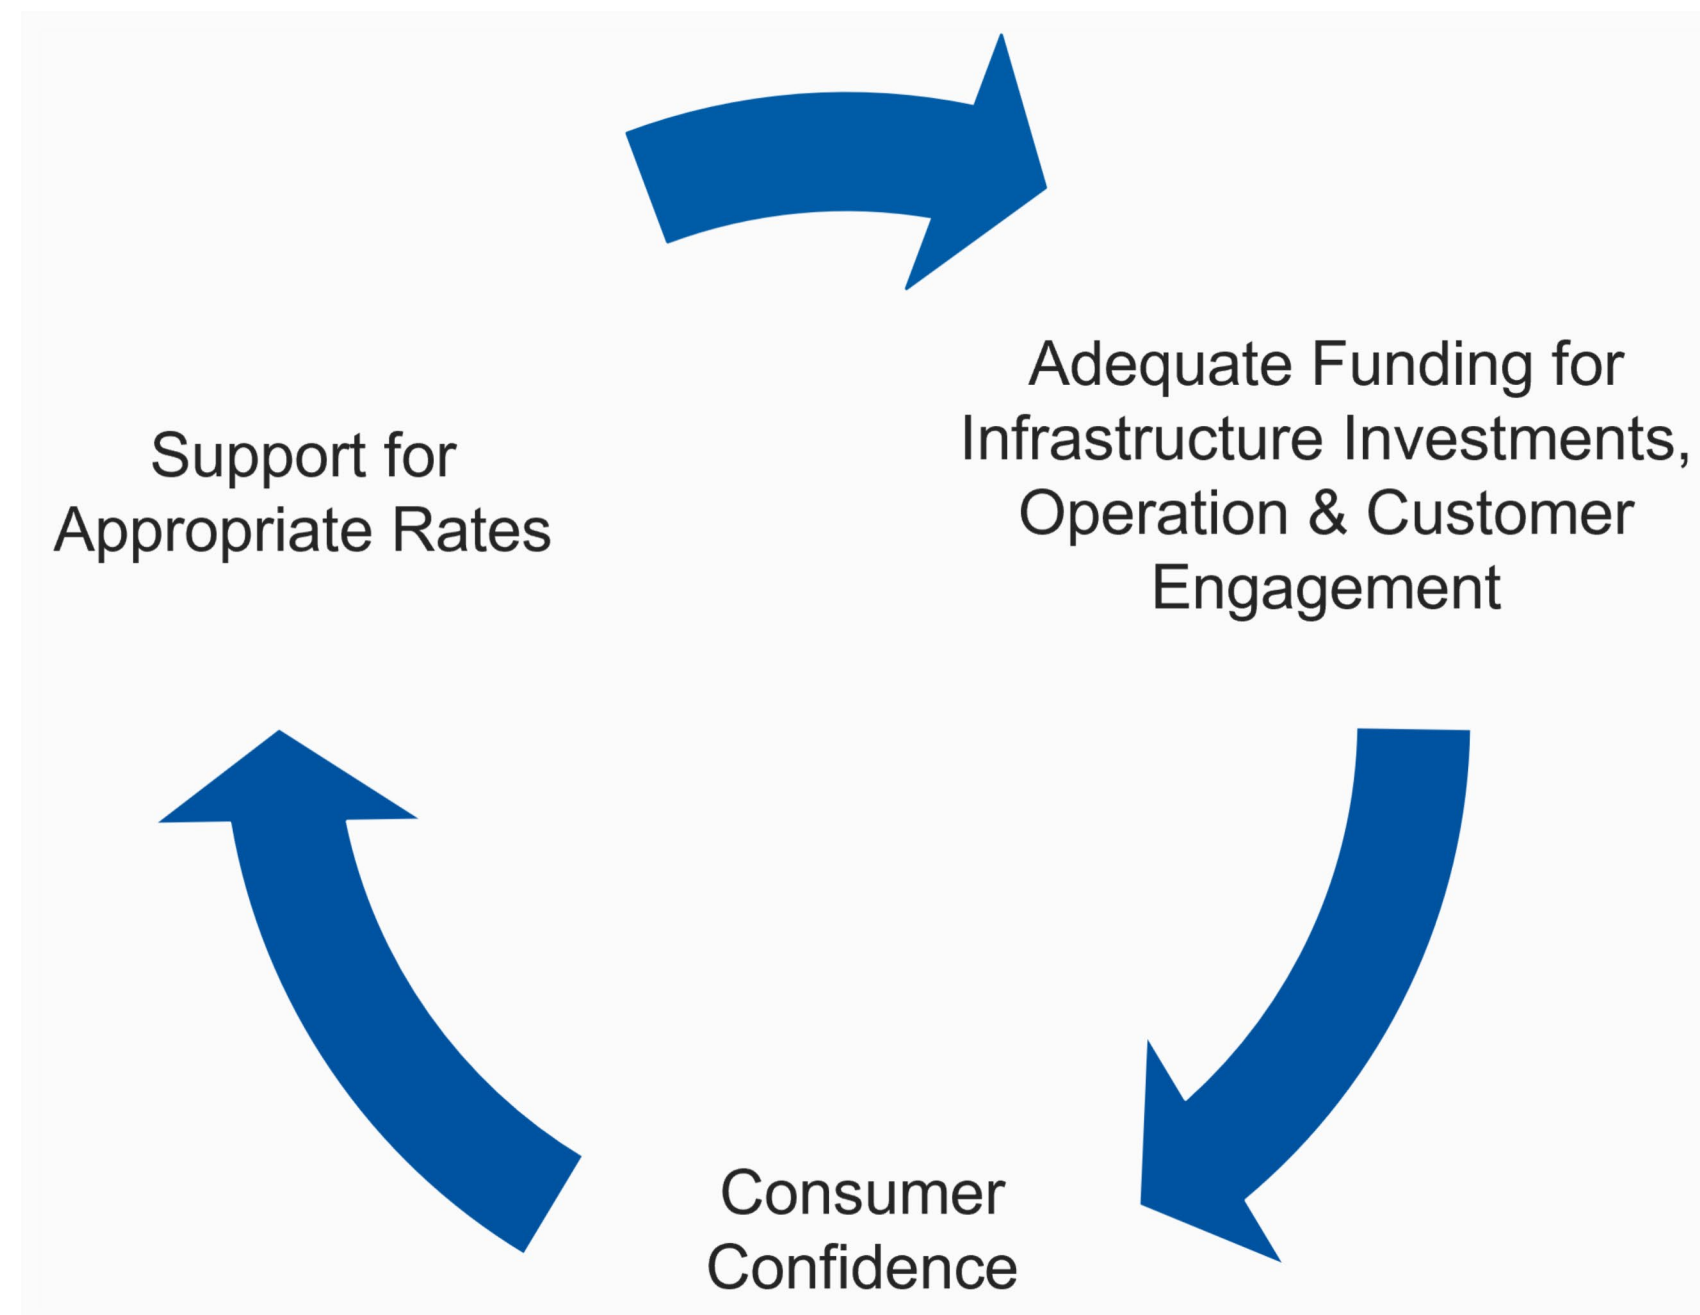 Support for
Appropriate Rates
Adequate Funding for
Infrastructure Investments,
Operation & Customer
Engagement
Consumer
Confidence